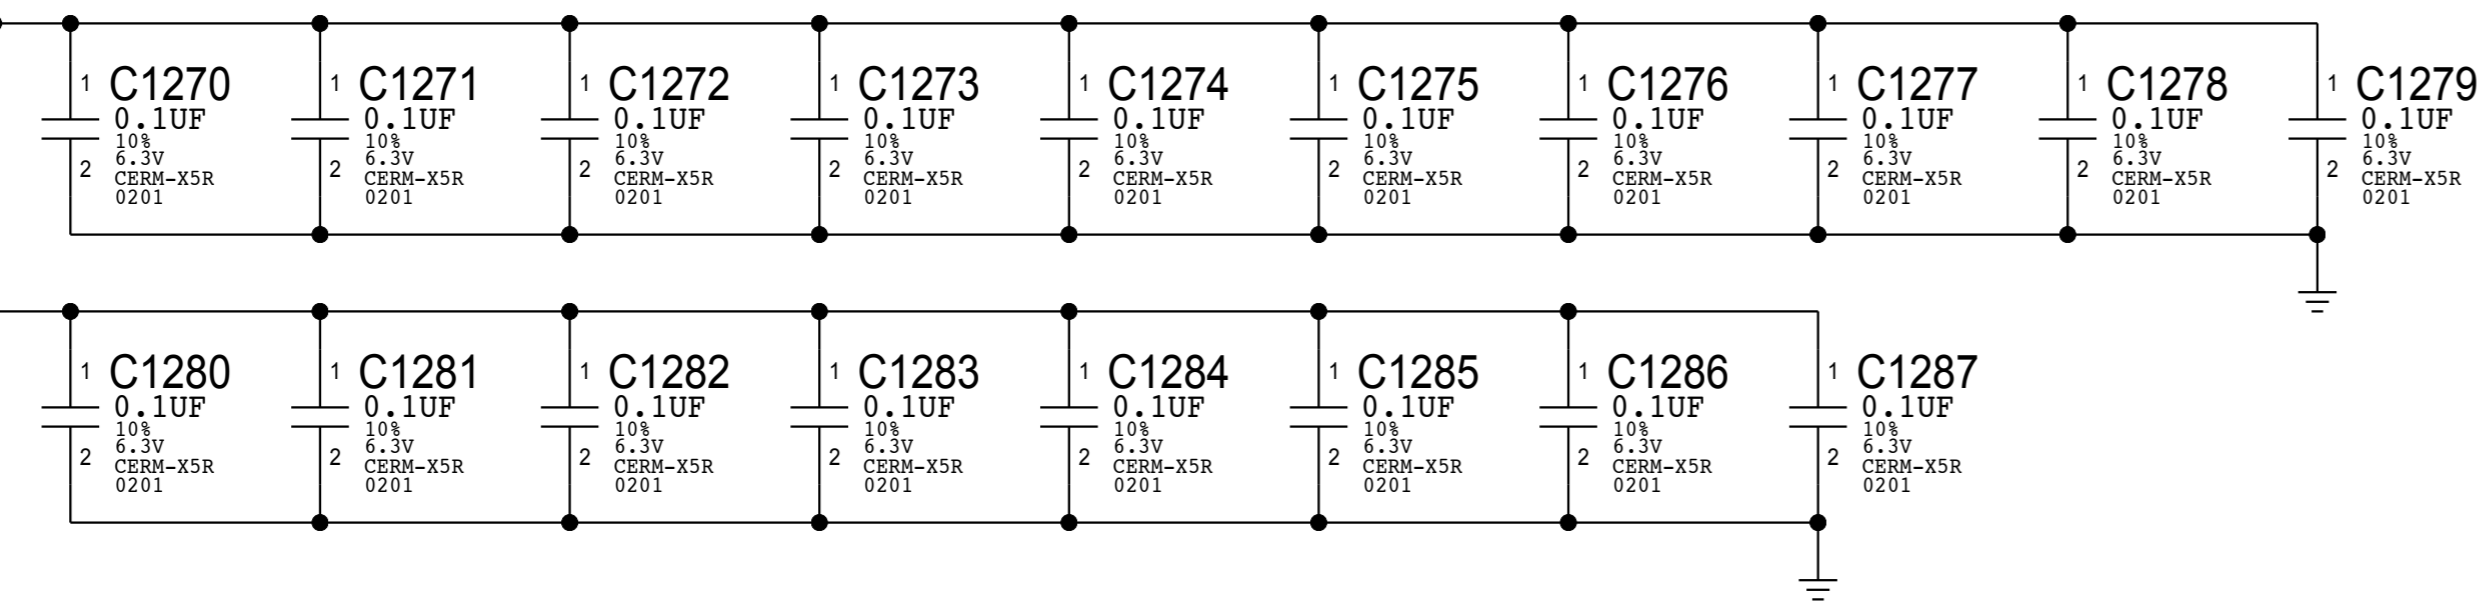 1 C1270 1 C1271 1 C1272 1 C1273 1 C1274 1 C1275 1 C1276 1 C1277 1 C1278 1 C1279
0.1UF 0.1UF 0.1UF 0.1UF 0.1UF 0.1UF 0.1UF 0.1UF 0.1UF 0.1UF
10% 10% 10% 10% 10% 10% 10% 10% 10% 10%
6.3V 6.3V 6.3V 6.3V 6.3V 6.3V 6.3V 6.3V 6.3V 6.3V
2 CERM-X5R 2 CERM-X5R 2 CERM-X5R 2 CERM-X5R 2 CERM-X5R 2 CERM-X5R 2 CERM-X5R 2 CERM-X5R 2 CERM-X5R 2 CERM-X5R
0201 0201 0201 0201 0201 0201 0201 0201 0201 0201
1 C1280 1 C1281 1 C1282 1 C1283 1 C1284 1 C1285 1 C1286 1 C1287
0.1UF 0.1UF 0.1UF 0.1UF 0.1UF 0.1UF 0.1UF 0.1UF
10% 10% 10% 10% 10% 10% 10% 10%
6.3V 6.3V 6.3V 6.3V 6.3V 6.3V 6.3V 6.3V
2 CERM-X5R 2 CERM-X5R 2 CERM-X5R 2 CERM-X5R 2 CERM-X5R 2 CERM-X5R 2 CERM-X5R 2 CERM-X5R
0201 0201 0201 0201 0201 0201 0201 0201